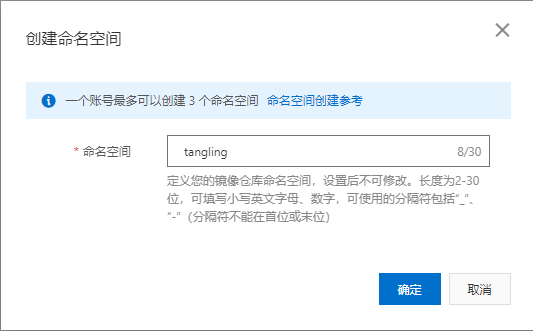 创建命名空间
一个账号最多可以创建 3 个命名空间 命名空间创建参考
* 命名空间 tangling 8/30
定义您的镜像仓库命名空间，设置后不可修改。长度为2-30
位，可填写小写英文字母、数字，可使用的分隔符包括“_”、
“-”（分隔符不能在首位或末位）
确定 取消